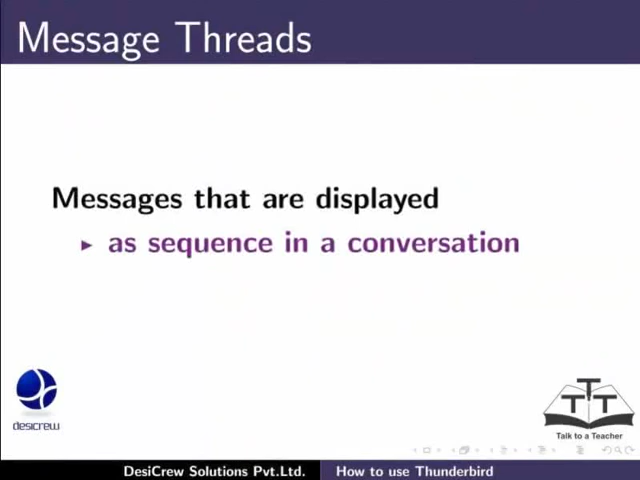 Message Threads
Messages that are displayed
as sequence in a conversation
desicrew
T T T
Talk to a Teacher
DesiCrew Solutions Pvt.Ltd.
How to use Thunderbird